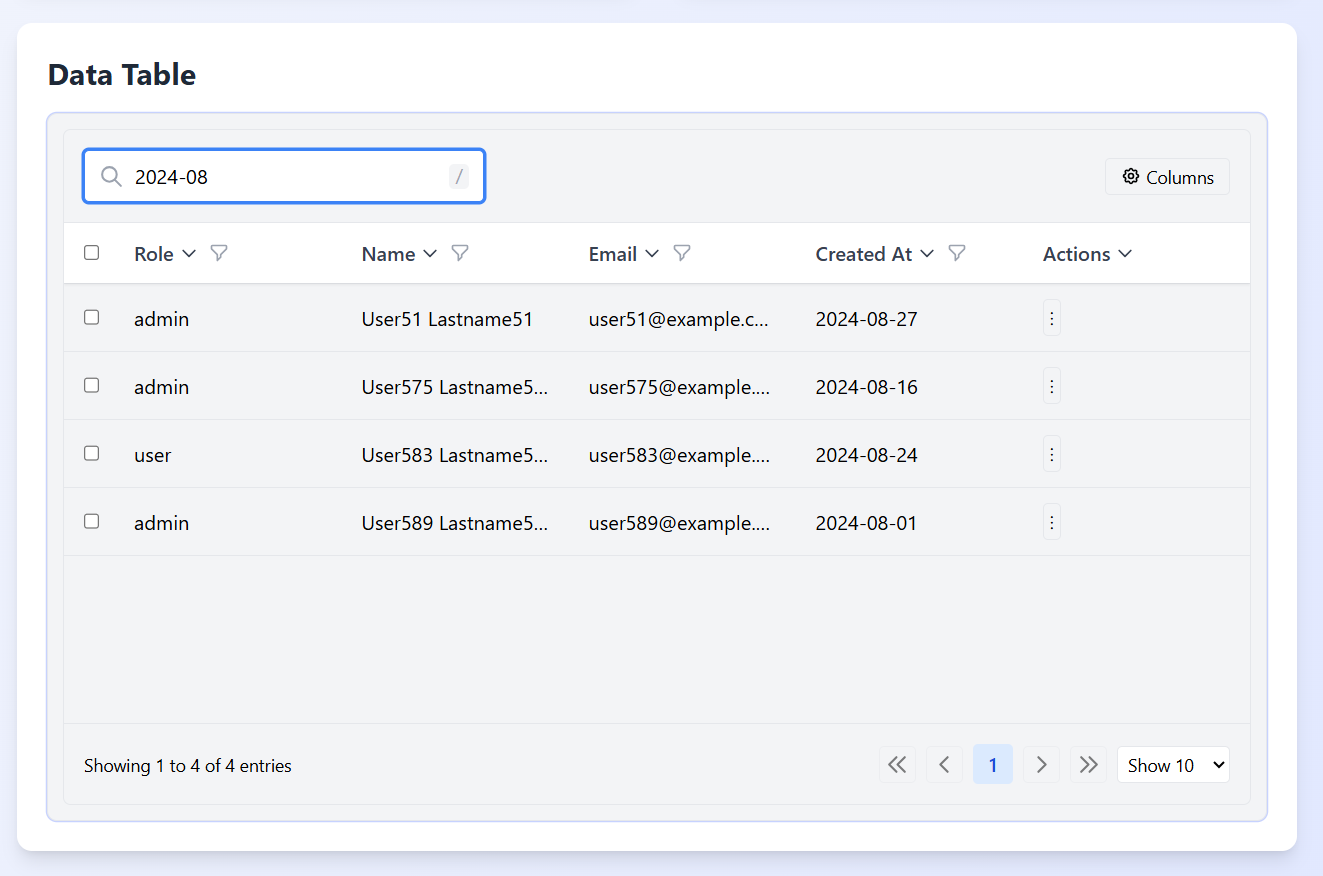 Data Table
2024-08 /
Columns
Role Name Email Created At Actions
admin User51 Lastname51 user51@example.c... 2024-08-27
admin User575 Lastname5... user575@example.... 2024-08-16
user User583 Lastname5... user583@example.... 2024-08-24
admin User589 Lastname5... user589@example.... 2024-08-01
Showing 1 to 4 of 4 entries
1
Show 10